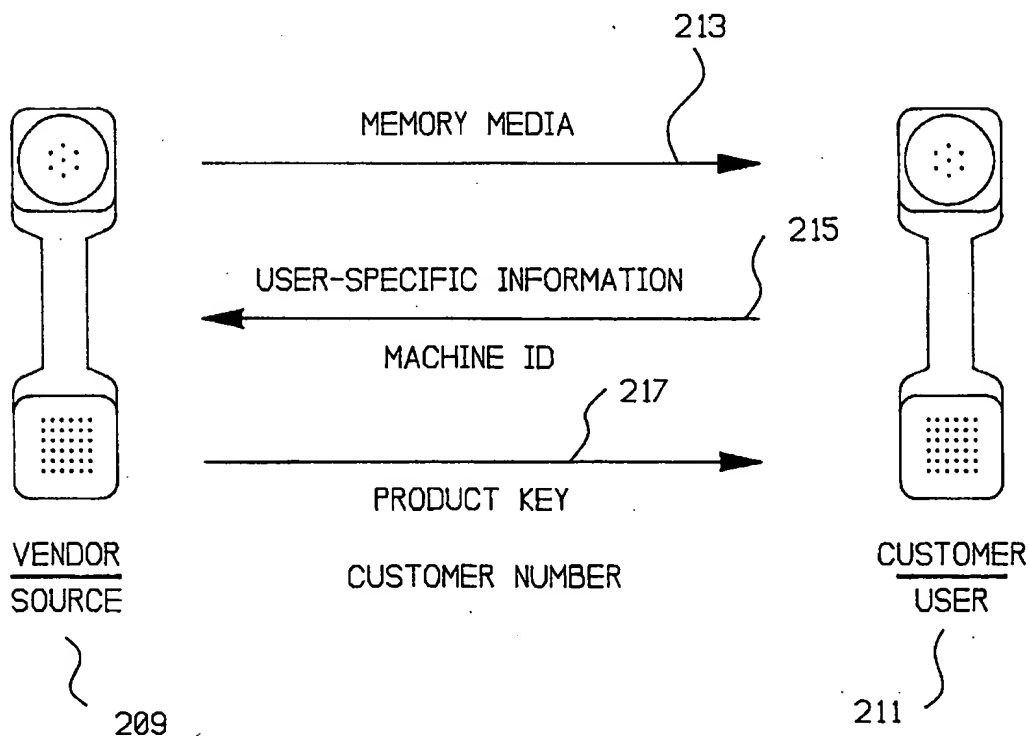 213
MEMORY MEDIA
215
USER-SPECIFIC INFORMATION
MACHINE ID
217
PRODUCT KEY
VENDOR
SOURCE
CUSTOMER NUMBER
CUSTOMER
USER
209
211